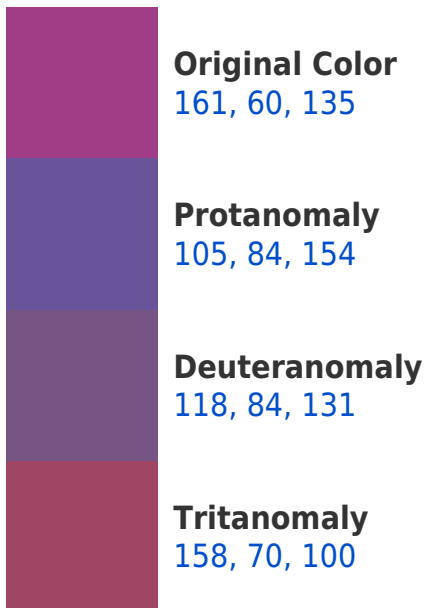 Original Color
161, 60, 135
Protanomaly
105, 84, 154
Deuteranomaly
118, 84, 131
Tritanomaly
158, 70, 100